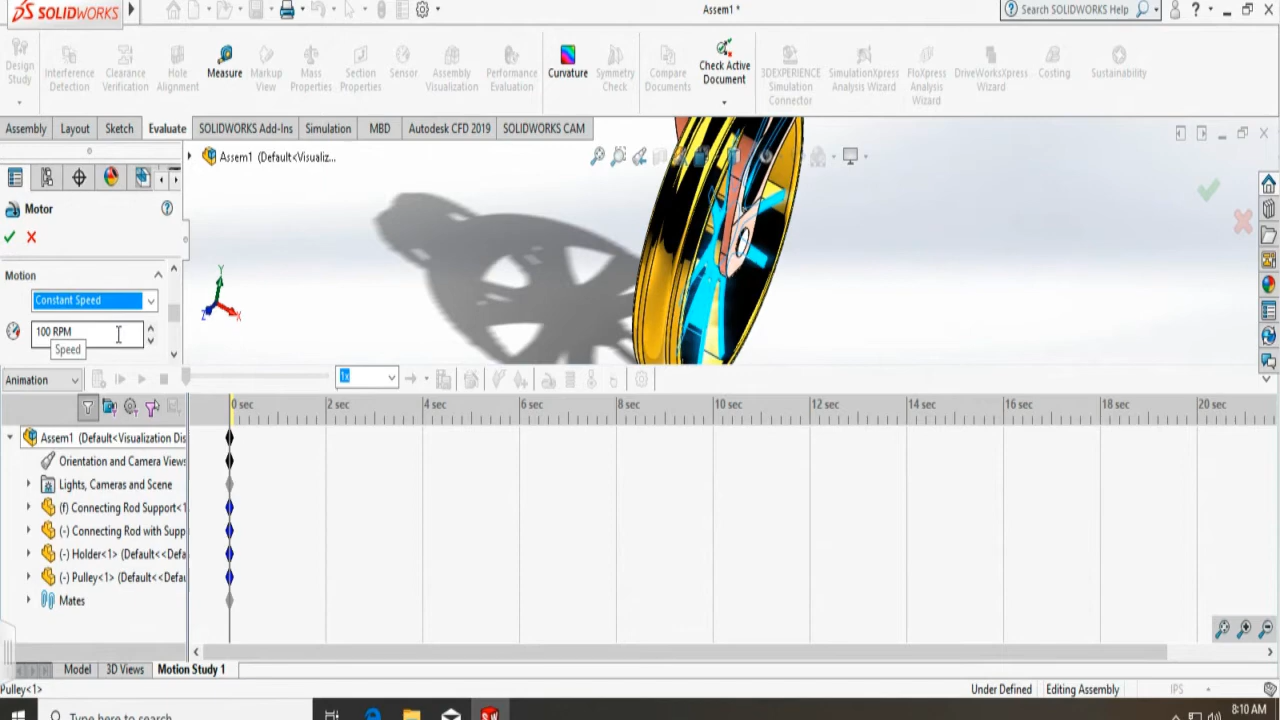 SOLIDWORKS
Assem1 *
Search SOLIDWORKS Help
Design Study
Interference Detection
Clearance Verification
Hole Alignment
Measure
Markup View
Mass Properties
Section Properties
Sensor
Assembly Visualization
Performance Evaluation
Curvature
Symmetry Check
Compare Documents
Check Active Document
3DEXPERIENCE Simulation Connector
SimulationXpress Analysis Wizard
FloXpress Analysis Wizard
DriveWorksXpress Wizard
Costing
Sustainability
Assembly Layout Sketch Evaluate SOLIDWORKS Add-Ins Simulation MBD Autodesk CFD 2019 SOLIDWORKS CAM
Assem1 (Default<Visualiz...
Motor
Motion
Constant Speed
100 RPM
Speed
Y
Z X
Animation
1x
0 sec 2 sec 4 sec 6 sec 8 sec 10 sec 12 sec 14 sec 16 sec 18 sec 20 sec
Assem1 (Default<Visualization Dis
Orientation and Camera Views
Lights, Cameras and Scene
(f) Connecting Rod Support<1
(-) Connecting Rod with Supp
(-) Holder<1> (Default<<Defa
(-) Pulley<1> (Default<<Defau
Mates
Model 3D Views Motion Study 1
Pulley<1> Under Defined Editing Assembly IPS
Type here to search
8:10 AM